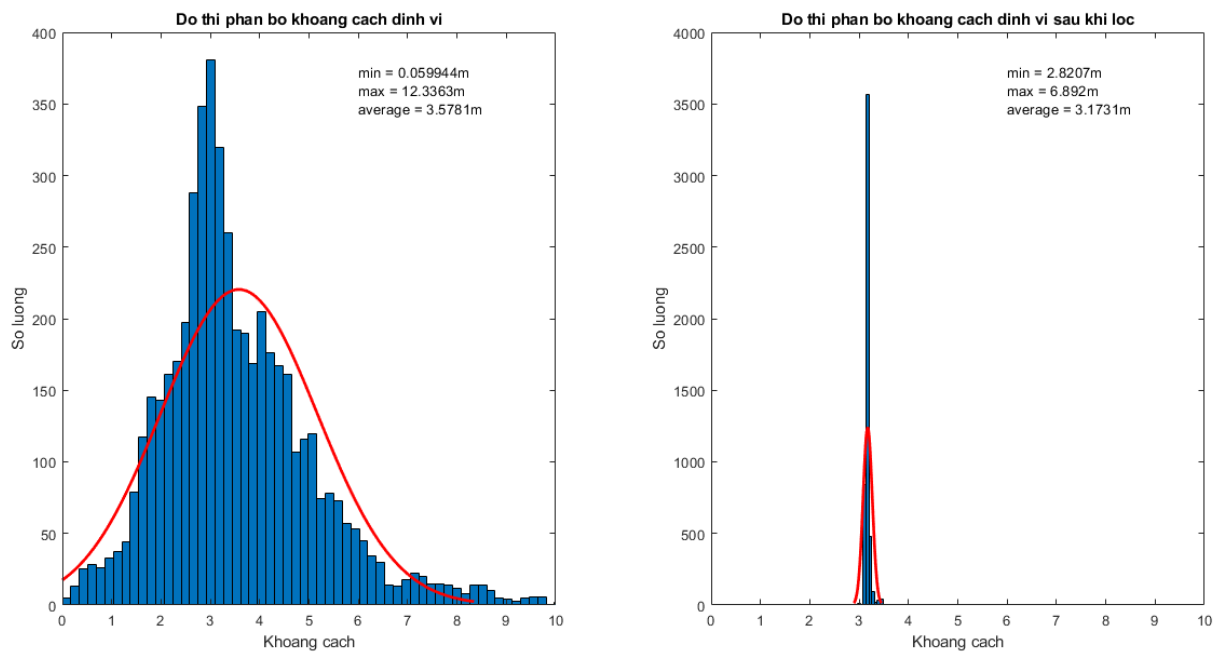 Do thi phan bo khoang cach dinh vi
400
350
300
250
200
150
100
50
0
So luong
min = 0.059944m
max = 12.3363m
average = 3.5781m
0 1 2 3 4 5 6 7 8 9 10
Khoang cach
Do thi phan bo khoang cach dinh vi sau khi loc
4000
3500
3000
2500
2000
1500
1000
500
0
So luong
min = 2.8207m
max = 6.892m
average = 3.1731m
0 1 2 3 4 5 6 7 8 9 10
Khoang cach